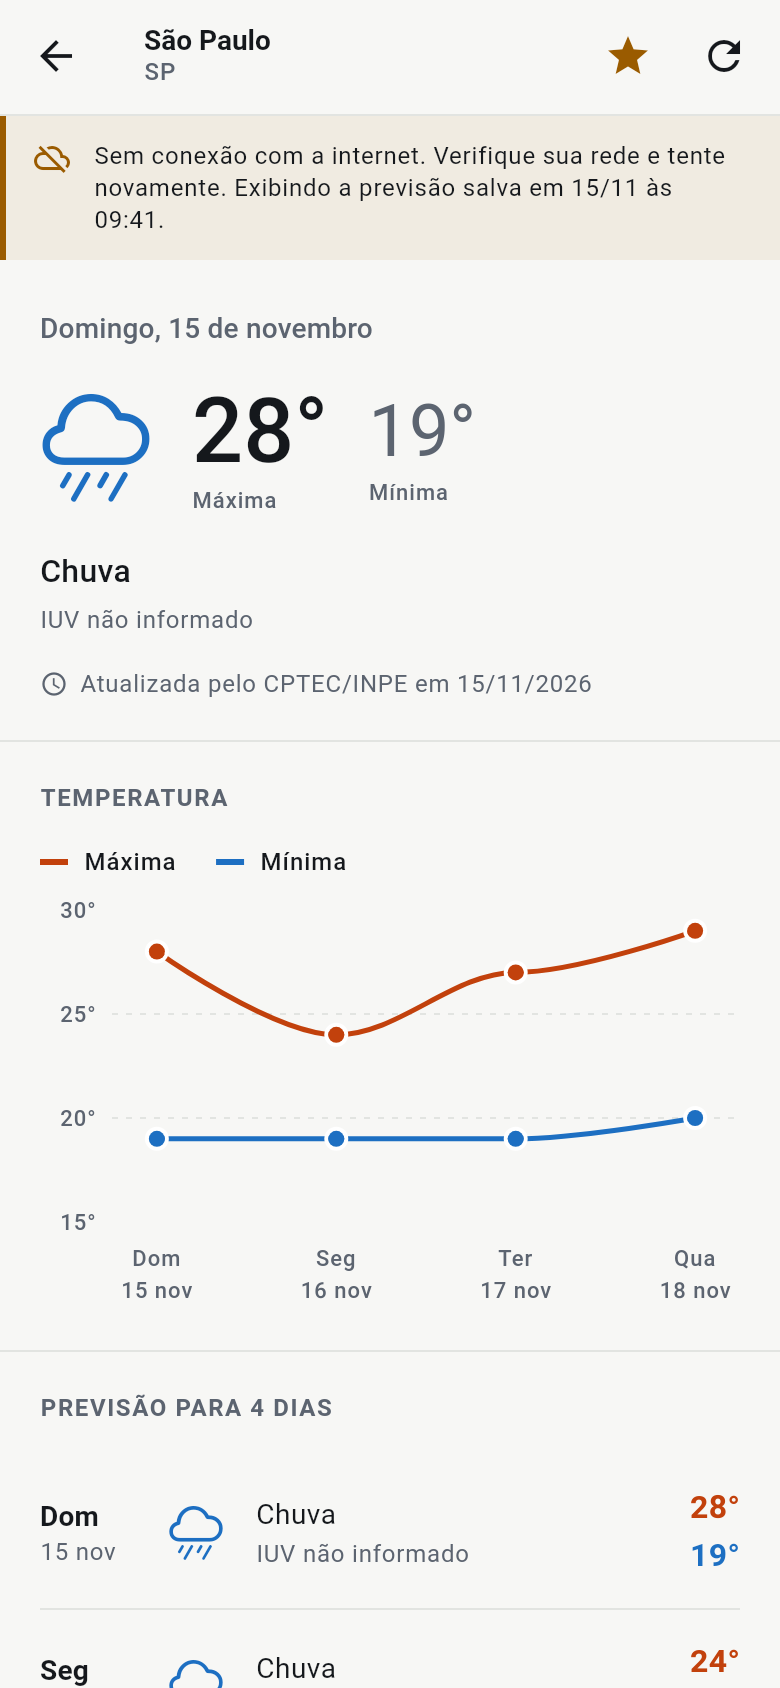 São Paulo
SP
Sem conexão com a internet. Verifique sua rede e tente
novamente. Exibindo a previsão salva em 15/11 às
09:41.
Domingo, 15 de novembro
28° 19°
Máxima Mínima
Chuva
IUV não informado
Atualizada pelo CPTEC/INPE em 15/11/2026
TEMPERATURA
Máxima Mínima
30°
25°
20°
15°
Dom Seg Ter Qua
15 nov 16 nov 17 nov 18 nov
PREVISÃO PARA 4 DIAS
Dom Chuva 28°
15 nov IUV não informado 19°
Seg Chuva 24°